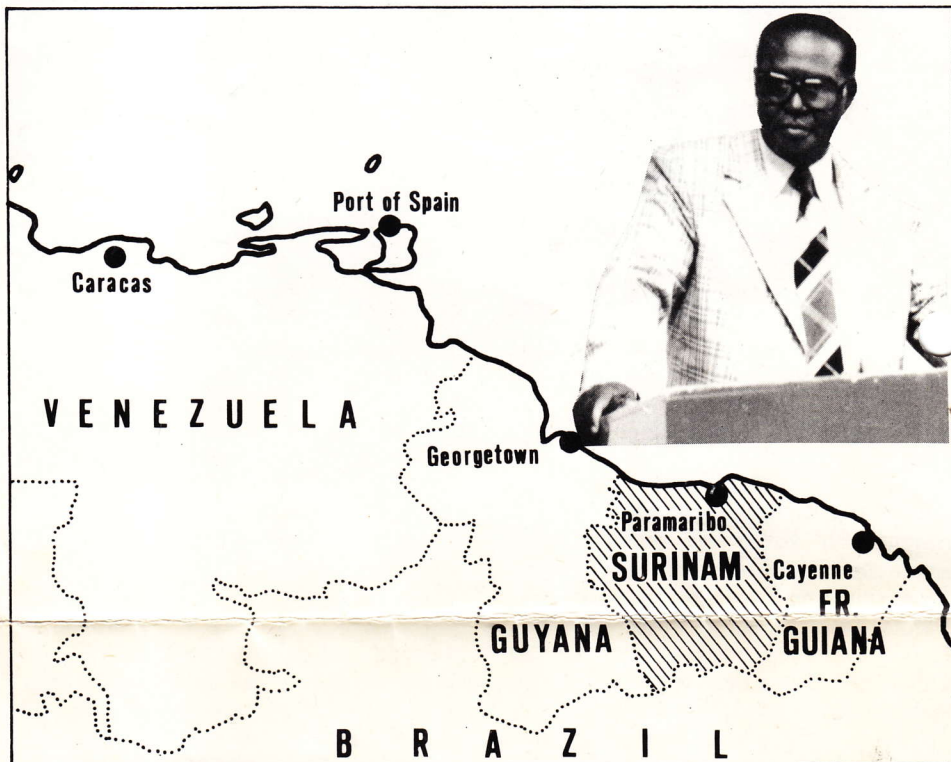 Port of Spain
Caracas
VENEZUELA
Georgetown
Paramaribo
SURINAM
Cayenne
FR.
GUYANA
GUIANA
BRAZIL